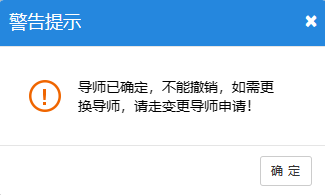 警告提示
导师已确定，不能撤销，如需更
换导师，请走变更导师申请！
确 定